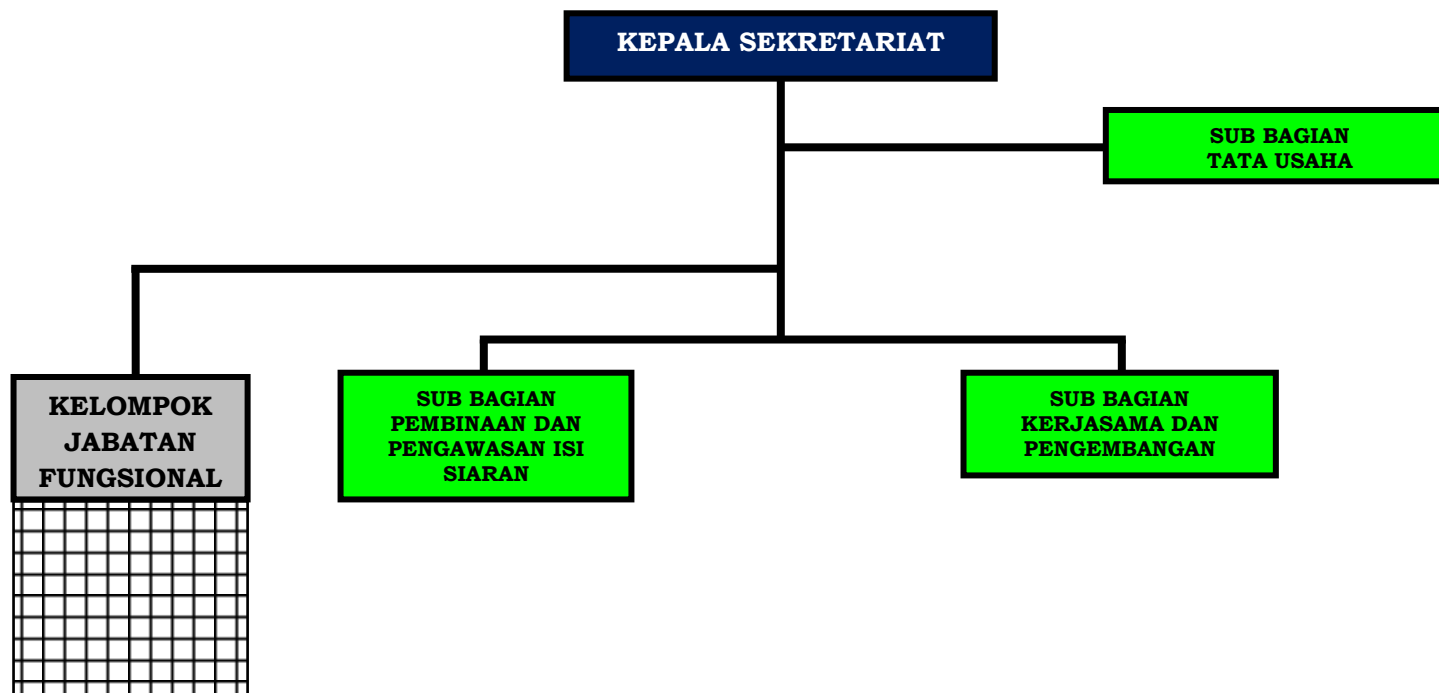 KEPALA SEKRETARIAT
SUB BAGIAN
TATA USAHA
KELOMPOK
JABATAN
FUNGSIONAL
SUB BAGIAN
PEMBINAAN DAN
PENGAWASAN ISI
SIARAN
SUB BAGIAN
KERJASAMA DAN
PENGEMBANGAN